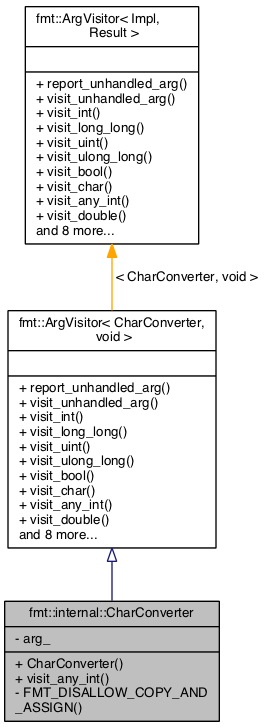 fmt::ArgVisitor< Impl,
Result >
+ report_unhandled_arg()
+ visit_unhandled_arg()
+ visit_int()
+ visit_long_long()
+ visit_uint()
+ visit_ulong_long()
+ visit_bool()
+ visit_char()
+ visit_any_int()
+ visit_double()
and 8 more...
< CharConverter, void >
fmt::ArgVisitor< CharConverter,
void >
+ report_unhandled_arg()
+ visit_unhandled_arg()
+ visit_int()
+ visit_long_long()
+ visit_uint()
+ visit_ulong_long()
+ visit_bool()
+ visit_char()
+ visit_any_int()
+ visit_double()
and 8 more...
fmt::internal::CharConverter
- arg_
+ CharConverter()
+ visit_any_int()
- FMT_DISALLOW_COPY_AND
_ASSIGN()